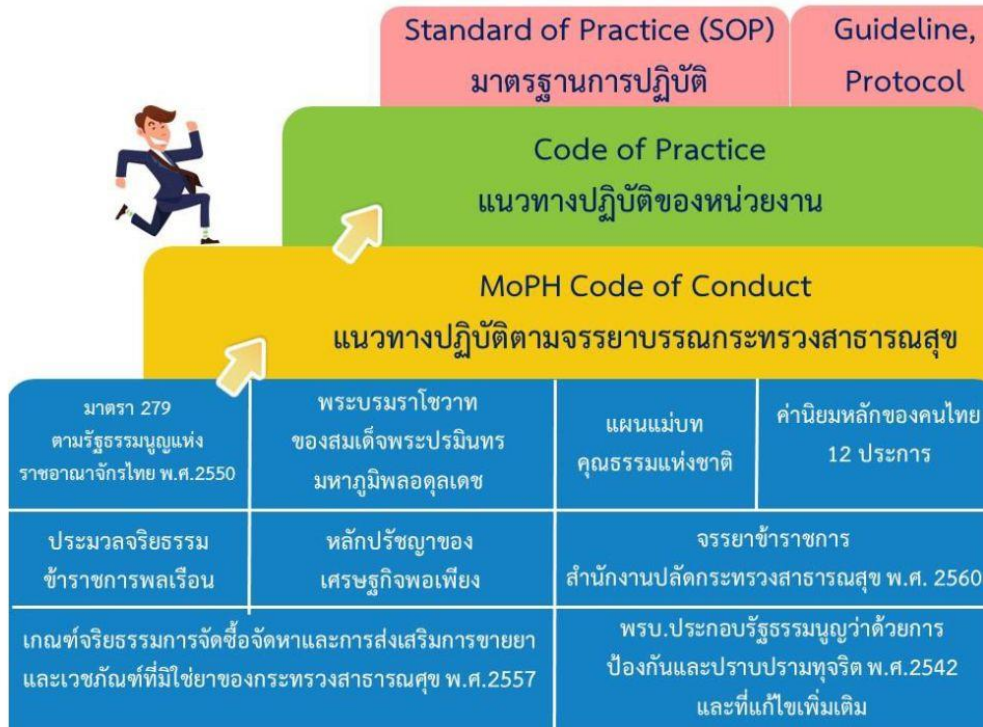 Standard of Practice (SOP)
มาตรฐานการปฏิบัติ
Guideline,
Protocol
Code of Practice
แนวทางปฏิบัติของหน่วยงาน
MoPH Code of Conduct
แนวทางปฏิบัติตามจรรยาบรรณกระทรวงสาธารณสุข
มาตรา 279
ตามรัฐธรรมนูญแห่ง
ราชอาณาจักรไทย พ.ศ.2550
พระบรมราโชวาท
ของสมเด็จพระปรมินทร
มหาภูมิพลอดุลเดช
แผนแม่บท
คุณธรรมแห่งชาติ
ค่านิยมหลักของคนไทย
12 ประการ
ประมวลจริยธรรม
ข้าราชการพลเรือน
หลักปรัชญาของ
เศรษฐกิจพอเพียง
จรรยาข้าราชการ
สำนักงานปลัดกระทรวงสาธารณสุข พ.ศ. 2560
เกณฑ์จริยธรรมการจัดซื้อจัดหาและการส่งเสริมการขายยา
และเวชภัณฑ์ที่มิใช่ยาของกระทรวงสาธารณศุข พ.ศ.2557
พรบ.ประกอบรัฐธรรมนูญว่าด้วยการ
ป้องกันและปราบปรามทุจริต พ.ศ.2542
และที่แก้ไขเพิ่มเติม